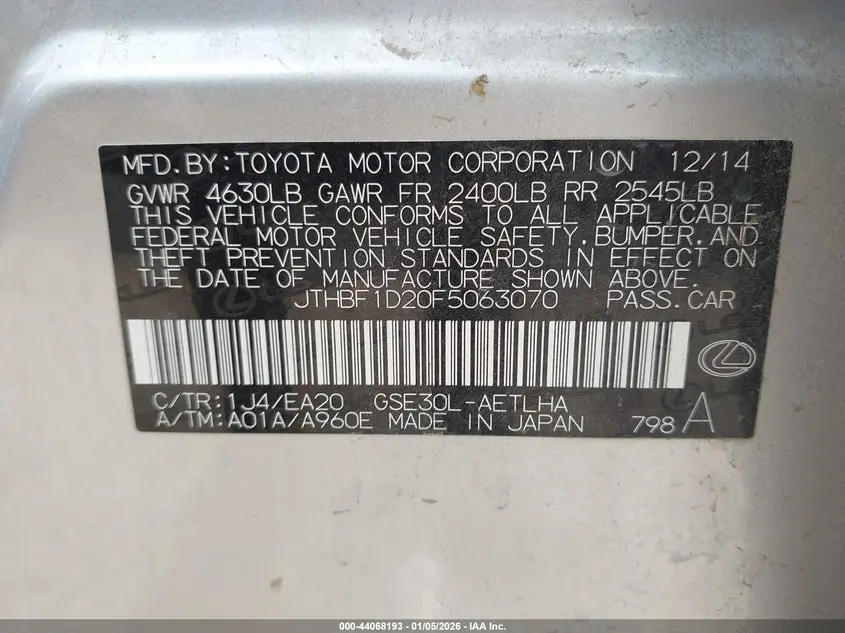 MFD.BY:TOYOTA MOTOR CORPORATION 12/14
GVWR 4630LB GAWR FR 2400LB RR 2545LB
THIS VEHICLE CONFORMS TO ALL APPLICABLE
FEDERAL MOTOR VEHICLE SAFETY,BUMPER,AND
THEFT PREVENTION STANDARDS IN EFFECT ON
THE DATE OF MANUFACTURE SHOWN ABOVE.
JTHBF1D20F5063070 PASS.CAR
C/TR:1J4/EA20 GSE30L-AETLHA
A/TM:A01A/A960E MADE IN JAPAN 798 A
000-44068193 - 01/05/2026 - IAA Inc.